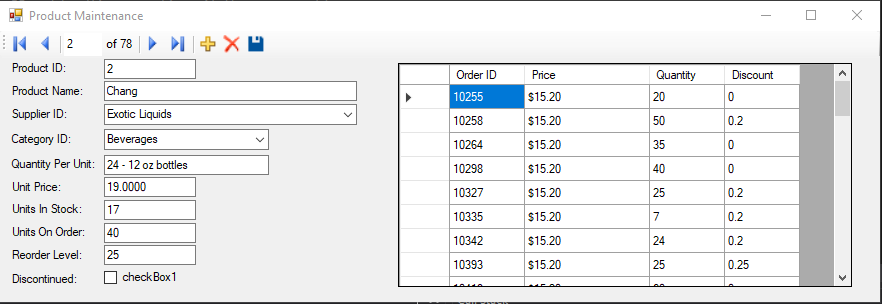 Product Maintenance
2 of 78
Product ID: 2
Product Name: Chang
Supplier ID: Exotic Liquids
Category ID: Beverages
Quantity Per Unit: 24 - 12 oz bottles
Unit Price: 19.0000
Units In Stock: 17
Units On Order: 40
Reorder Level: 25
Discontinued: checkBox1
Order ID Price Quantity Discount
10255 $15.20 20 0
10258 $15.20 50 0.2
10264 $15.20 35 0
10298 $15.20 40 0
10327 $15.20 25 0.2
10335 $15.20 7 0.2
10342 $15.20 24 0.2
10393 $15.20 25 0.25